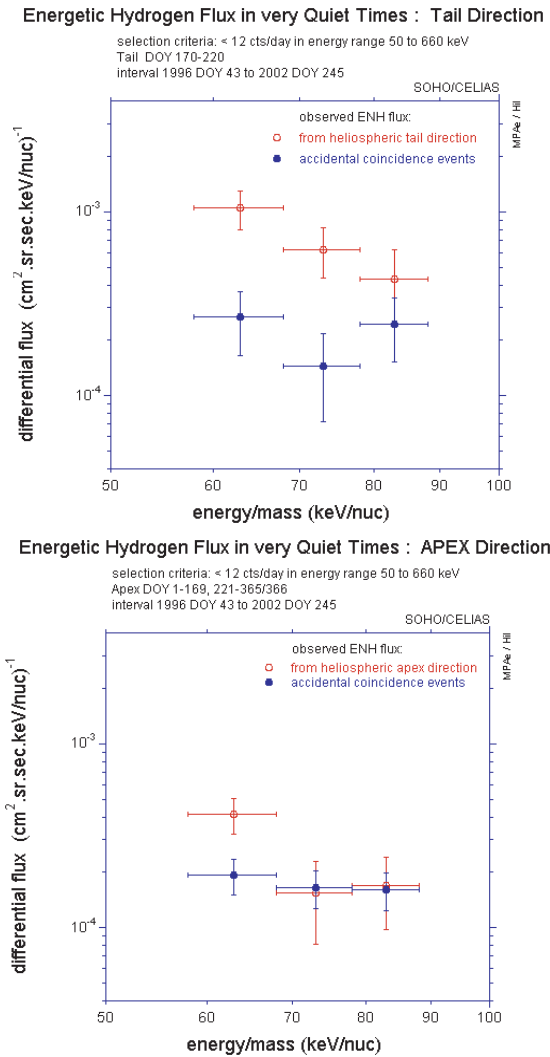 Energetic Hydrogen Flux in very Quiet Times : Tail Direction
selection criteria: < 12 cts/day in energy range 50 to 660 keV
Tail DOY 170-220
interval 1996 DOY 43 to 2002 DOY 245
SOHO/CELIAS
MPAe / Hil
observed ENH flux:
from heliospheric tail direction
accidental coincidence events
differential flux (cm².sr.sec.keV/nuc)⁻¹
10⁻³
10⁻⁴
50 60 70 80 90 100
energy/mass (keV/nuc)
Energetic Hydrogen Flux in very Quiet Times : APEX Direction
selection criteria: < 12 cts/day in energy range 50 to 660 keV
Apex DOY 1-169, 221-365/366
interval 1996 DOY 43 to 2002 DOY 245
SOHO/CELIAS
MPAe / Hil
observed ENH flux:
from heliospheric apex direction
accidental coincidence events
differential flux (cm².sr.sec.keV/nuc)⁻¹
10⁻³
10⁻⁴
50 60 70 80 90 100
energy/mass (keV/nuc)